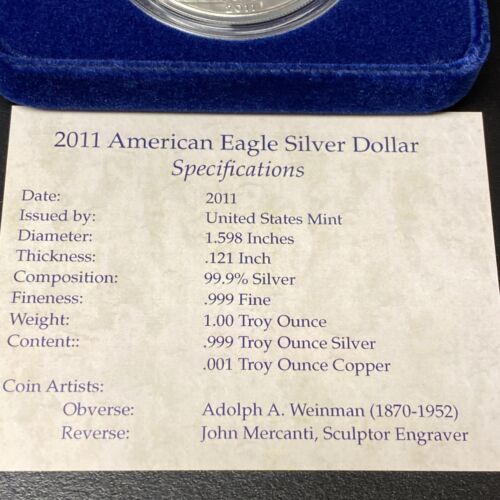 2011
2011 American Eagle Silver Dollar
Specifications
Date: 2011
Issued by: United States Mint
Diameter: 1.598 Inches
Thickness: .121 Inch
Composition: 99.9% Silver
Fineness: .999 Fine
Weight: 1.00 Troy Ounce
Content:: .999 Troy Ounce Silver
.001 Troy Ounce Copper
Coin Artists:
Obverse: Adolph A. Weinman (1870-1952)
Reverse: John Mercanti, Sculptor Engraver